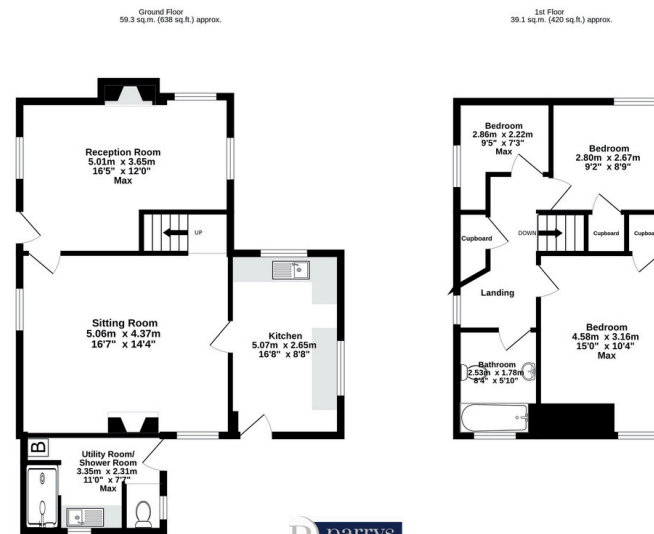 Ground Floor
59.3 sq.m. (638 sq.ft.) approx.
1st Floor
39.1 sq.m. (420 sq.ft.) approx.
Reception Room
5.01m x 3.65m
16'5" x 12'0"
Max
UP
Sitting Room
5.06m x 4.37m
16'7" x 14'4"
Kitchen
5.07m x 2.65m
16'8" x 8'8"
B
Utility Room/
Shower Room
3.35m x 2.31m
11'0" x 7'7"
Max
Bedroom
2.86m x 2.22m
9'5" x 7'3"
Max
Bedroom
2.80m x 2.67m
9'2" x 8'9"
Cupboard
DOWN
Cupboard
Cupboa
Landing
Bedroom
4.58m x 3.16m
15'0" x 10'4"
Max
Bathroom
2.53m x 1.78m
8'4" x 5'10"
parrys